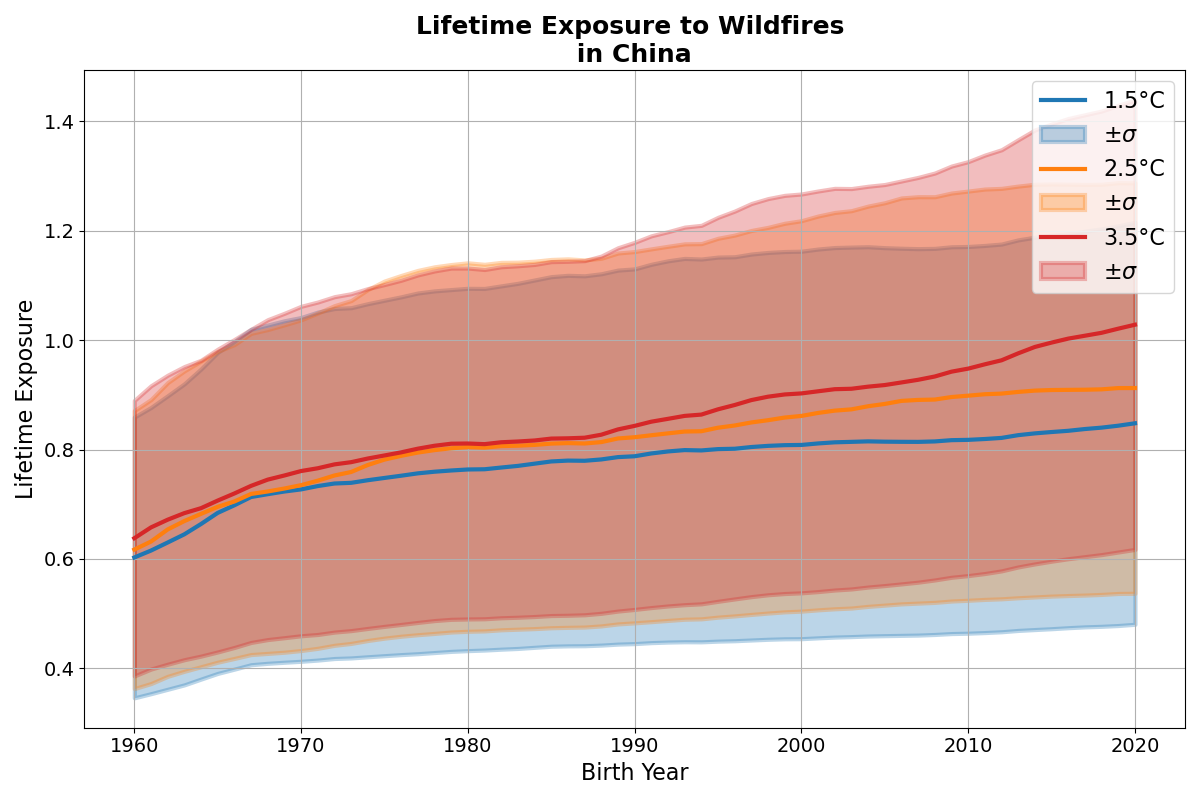 Lifetime Exposure to Wildfires
in China
Lifetime Exposure
1.4
1.2
1.0
0.8
0.6
0.4
1960
1970
1980
1990
2000
2010
2020
Birth Year
1.5°C
±σ
2.5°C
±σ
3.5°C
±σ